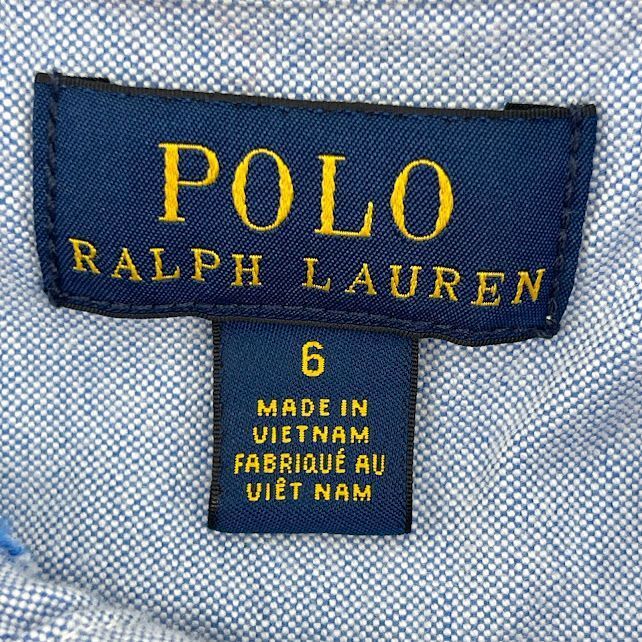 POLO
RALPH LAUREN
6
MADE IN
VIETNAM
FABRIQUÉ AU
VIÊT NAM